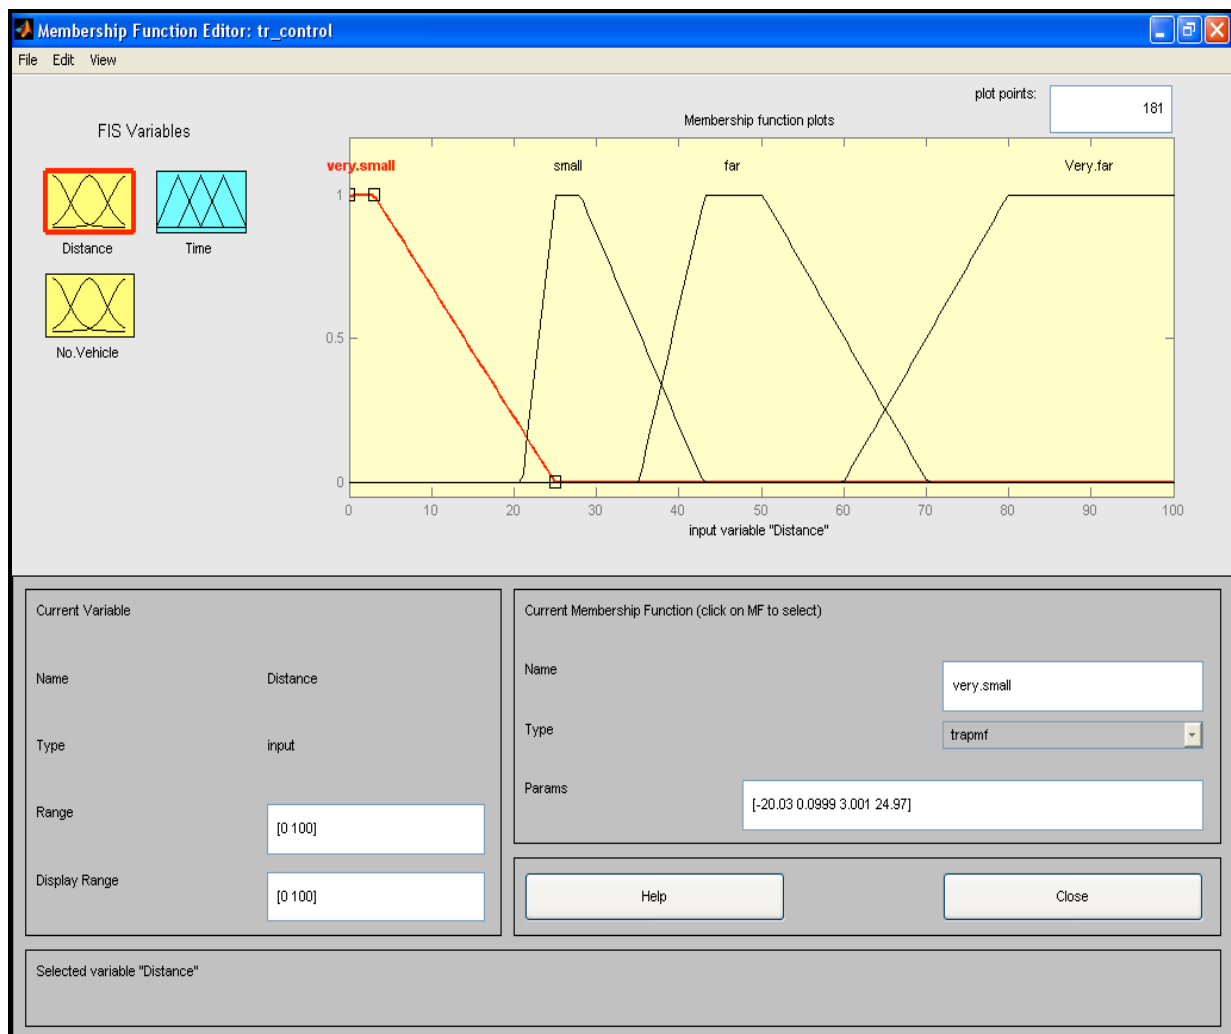 Membership Function Editor: tr_control
File Edit View
plot points:
181
FIS Variables
Membership function plots
Distance
Time
No.Vehicle
very.small
small
far
Very.far
1
0.5
0
0 10 20 30 40 50 60 70 80 90 100
input variable "Distance"
Current Variable
Name Distance
Type input
Range [0 100]
Display Range [0 100]
Current Membership Function (click on MF to select)
Name very.small
Type trapmf
Params [-20.03 0.0999 3.001 24.97]
Help
Close
Selected variable "Distance"